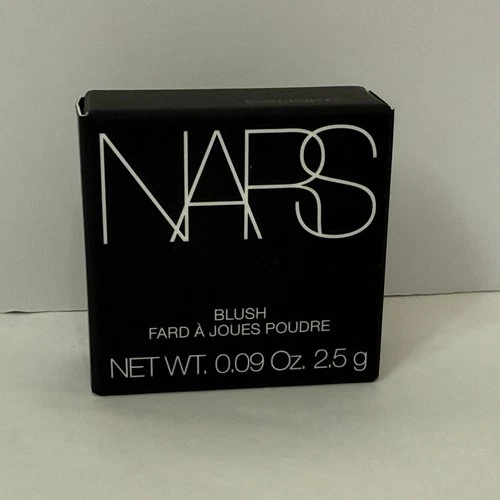 NARS
BLUSH
FARD À JOUES POUDRE
NET WT. 0.09 Oz. 2.5 g